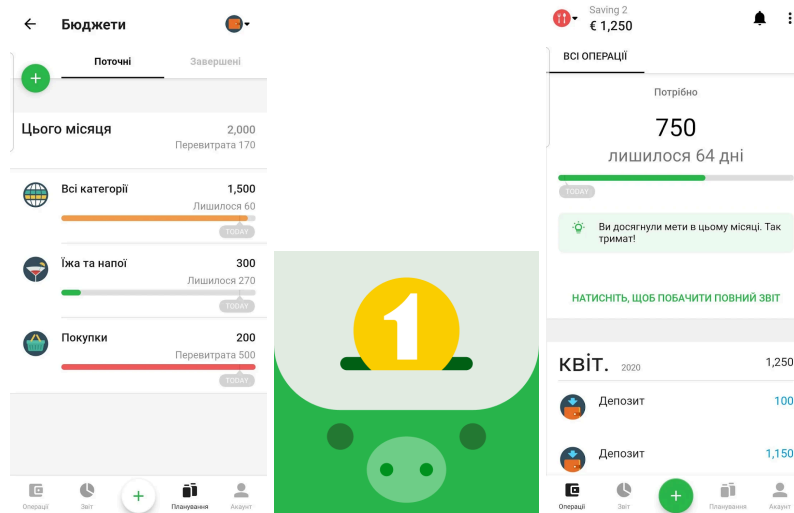 Бюджети
Поточні
Завершені
Цього місяця
2,000
Перевитрата 170
Всі категорії
1,500
Лишилося 60
TODAY
Їжа та напої
300
Лишилося 270
TODAY
Покупки
200
Перевитрата 500
TODAY
Операції
Звіт
Планування
Акаунт
1
Saving 2
€ 1,250
ВСІ ОПЕРАЦІЇ
Потрібно
750
лишилося 64 дні
TODAY
Ви досягнули мети в цьому місяці. Так
тримат!
НАТИСНІТЬ, ЩОБ ПОБАЧИТИ ПОВНИЙ ЗВІТ
КВІТ. 2020
1,250
Депозит
100
Депозит
1,150
Операції
Звіт
Планування
Акаунт